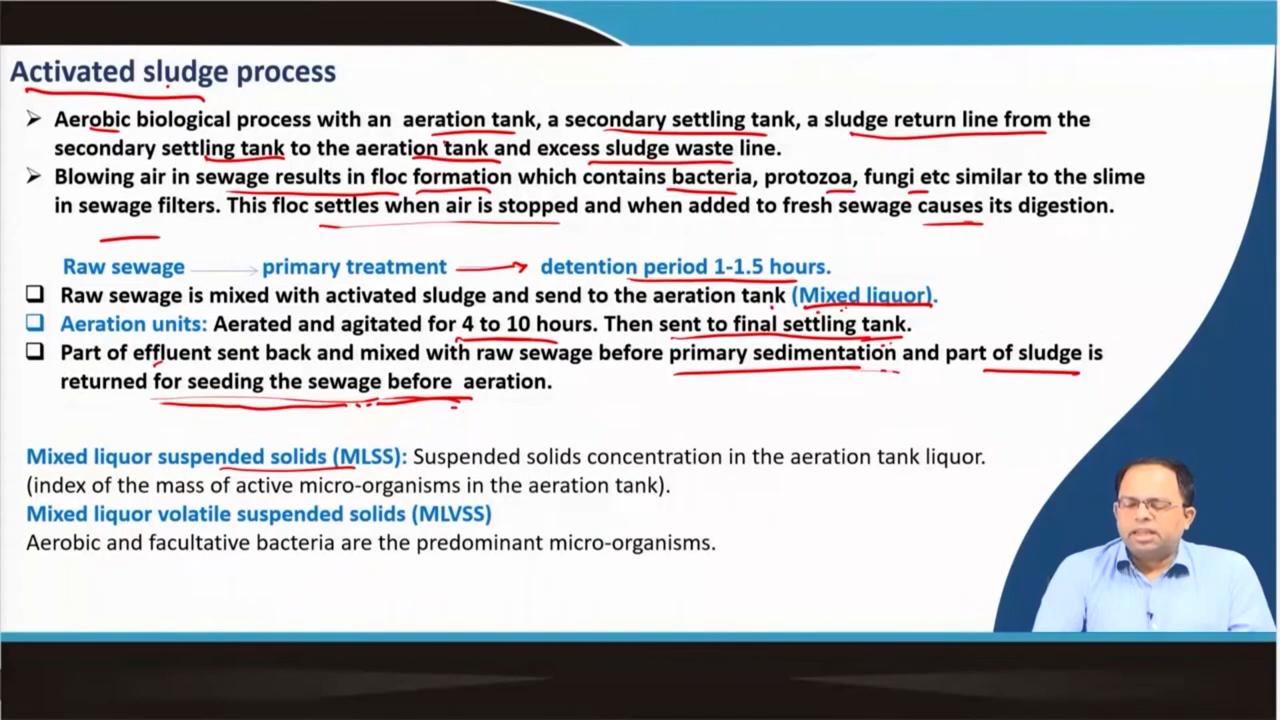 Activated sludge process
➢ Aerobic biological process with an aeration tank, a secondary settling tank, a sludge return line from the
secondary settling tank to the aeration tank and excess sludge waste line.
➢ Blowing air in sewage results in floc formation which contains bacteria, protozoa, fungi etc similar to the slime
in sewage filters. This floc settles when air is stopped and when added to fresh sewage causes its digestion.
Raw sewage → primary treatment → detention period 1-1.5 hours.
❑ Raw sewage is mixed with activated sludge and send to the aeration tank (Mixed liquor).
❑ Aeration units: Aerated and agitated for 4 to 10 hours. Then sent to final settling tank.
❑ Part of effluent sent back and mixed with raw sewage before primary sedimentation and part of sludge is
returned for seeding the sewage before aeration.
Mixed liquor suspended solids (MLSS): Suspended solids concentration in the aeration tank liquor.
(index of the mass of active micro-organisms in the aeration tank).
Mixed liquor volatile suspended solids (MLVSS)
Aerobic and facultative bacteria are the predominant micro-organisms.